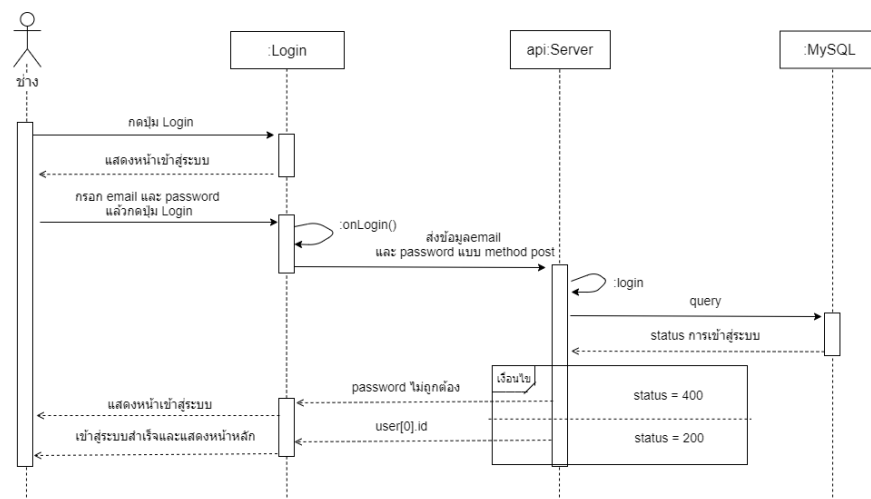 :Login
api:Server
:MySQL
ช่าง
กดปุ่ม Login
แสดงหน้าเข้าสู่ระบบ
กรอก email และ password
แล้วกดปุ่ม Login
:onLogin()
ส่งข้อมูลemail
และ password แบบ method post
:login
query
status การเข้าสู่ระบบ
เงื่อนไข
password ไม่ถูกต้อง
status = 400
แสดงหน้าเข้าสู่ระบบ
user[0].id
status = 200
เข้าสู่ระบบสำเร็จและแสดงหน้าหลัก